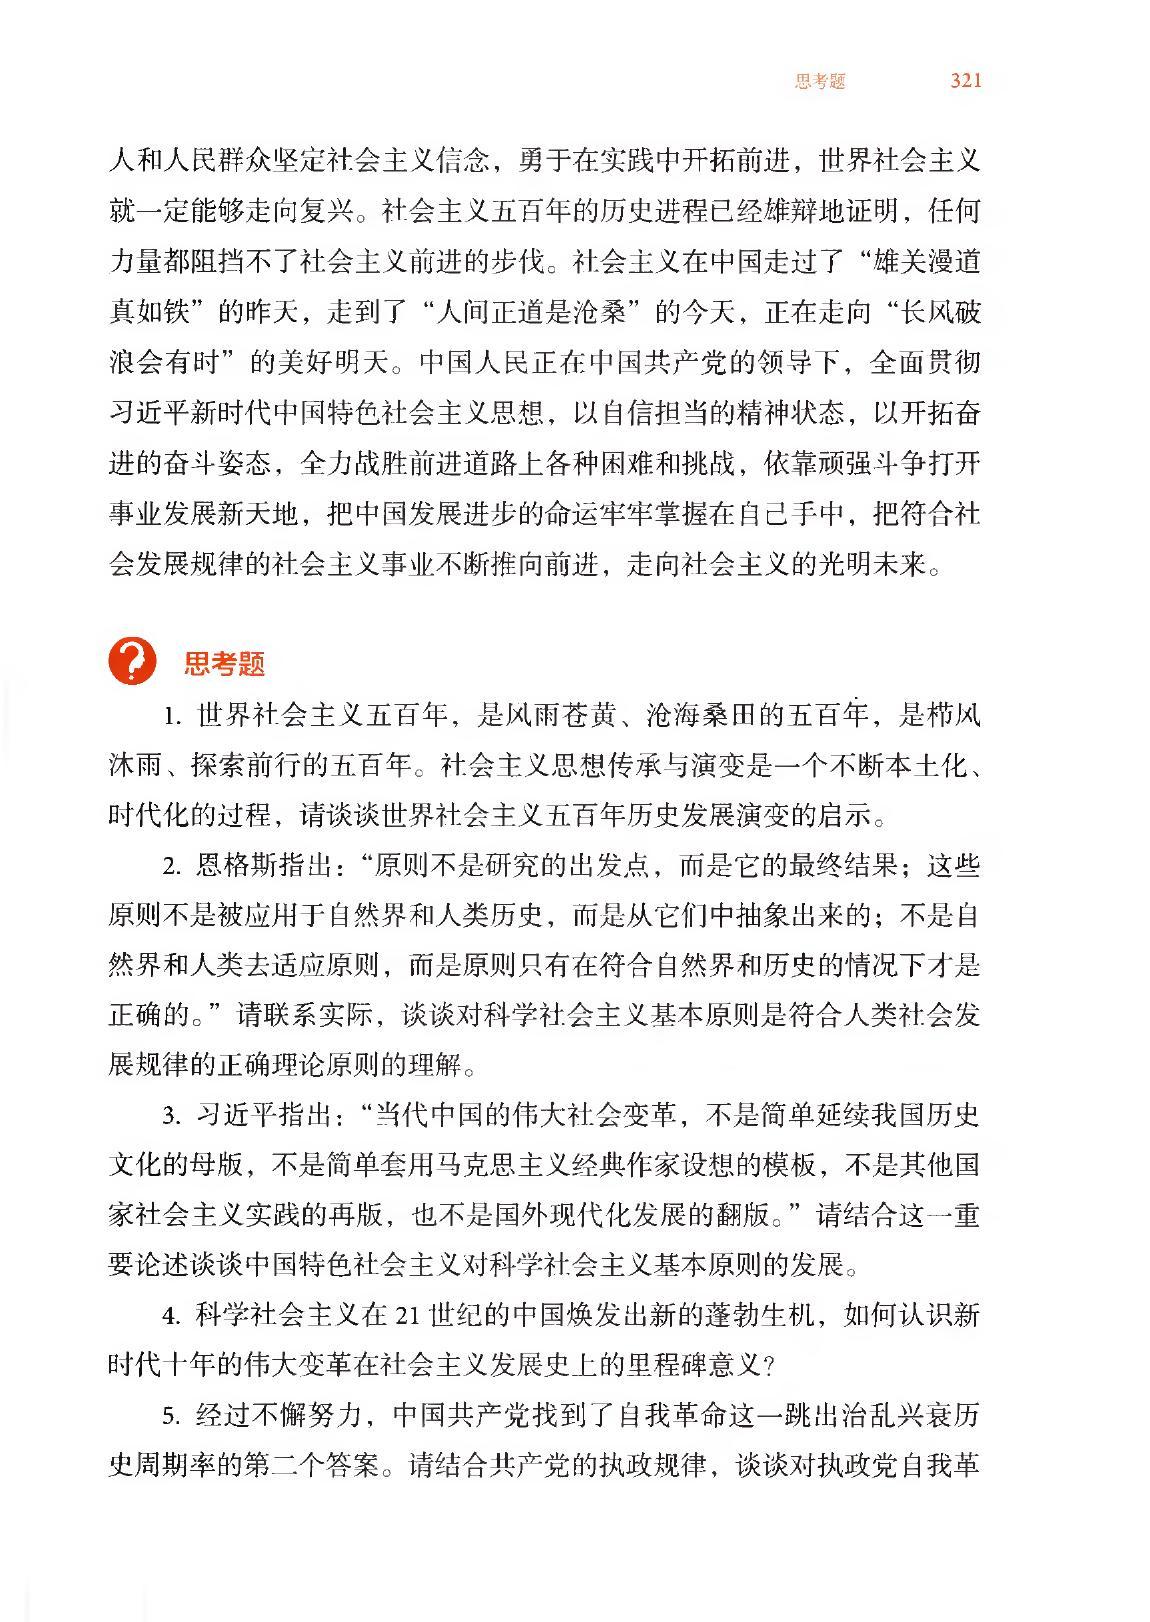 思考题 321
人和人民群众坚定社会主义信念，勇于在实践中开拓前进，世界社会主义
就一定能够走向复兴。社会主义五百年的历史进程已经雄辩地证明，任何
力量都阻挡不了社会主义前进的步伐。社会主义在中国走过了“雄关漫道
真如铁”的昨天，走到了“人间正道是沧桑”的今天，正在走向“长风破
浪会有时”的美好明天。中国人民正在中国共产党的领导下，全面贯彻
习近平新时代中国特色社会主义思想，以自信担当的精神状态，以开拓奋
进的奋斗姿态，全力战胜前进道路上各种困难和挑战，依靠顽强斗争打开
事业发展新天地，把中国发展进步的命运牢牢掌握在自己手中，把符合社
会发展规律的社会主义事业不断推向前进，走向社会主义的光明未来。
思考题
1. 世界社会主义五百年，是风雨苍黄、沧海桑田的五百年，是栉风
沐雨、探索前行的五百年。社会主义思想传承与演变是一个不断本土化、
时代化的过程，请谈谈世界社会主义五百年历史发展演变的启示。
2. 恩格斯指出：“原则不是研究的出发点，而是它的最终结果；这些
原则不是被应用于自然界和人类历史，而是从它们中抽象出来的；不是自
然界和人类去适应原则，而是原则只有在符合自然界和历史的情况下才是
正确的。”请联系实际，谈谈对科学社会主义基本原则是符合人类社会发
展规律的正确理论原则的理解。
3. 习近平指出：“当代中国的伟大社会变革，不是简单延续我国历史
文化的母版，不是简单套用马克思主义经典作家设想的模板，不是其他国
家社会主义实践的再版，也不是国外现代化发展的翻版。”请结合这一重
要论述谈谈中国特色社会主义对科学社会主义基本原则的发展。
4. 科学社会主义在 21 世纪的中国焕发出新的蓬勃生机，如何认识新
时代十年的伟大变革在社会主义发展史上的里程碑意义？
5. 经过不懈努力，中国共产党找到了自我革命这一跳出治乱兴衰历
史周期率的第二个答案。请结合共产党的执政规律，谈谈对执政党自我革